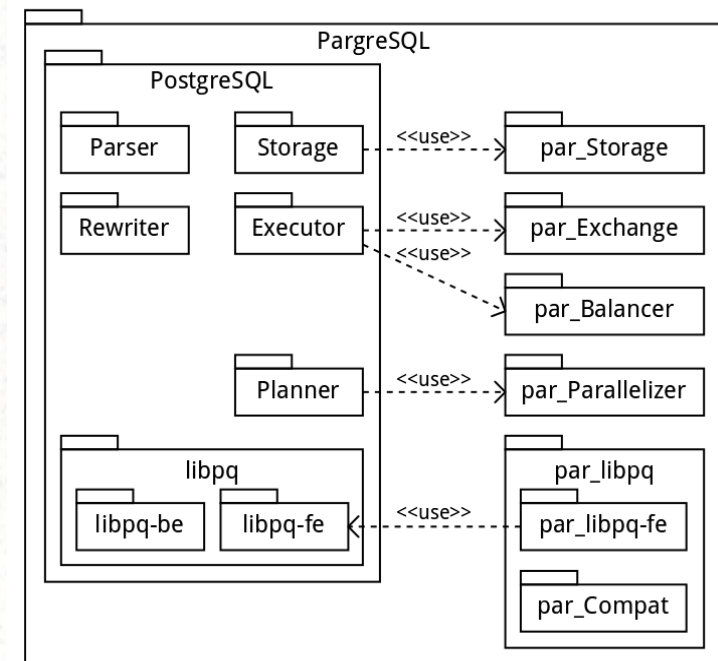 PargreSQL
PostgreSQL
Parser
Storage
<<use>>
par_Storage
Rewriter
Executor
<<use>>
par_Exchange
<<use>>
par_Balancer
Planner
<<use>>
par_Parallelizer
libpq
par_libpq
libpq-be
libpq-fe
<<use>>
par_libpq-fe
par_Compat